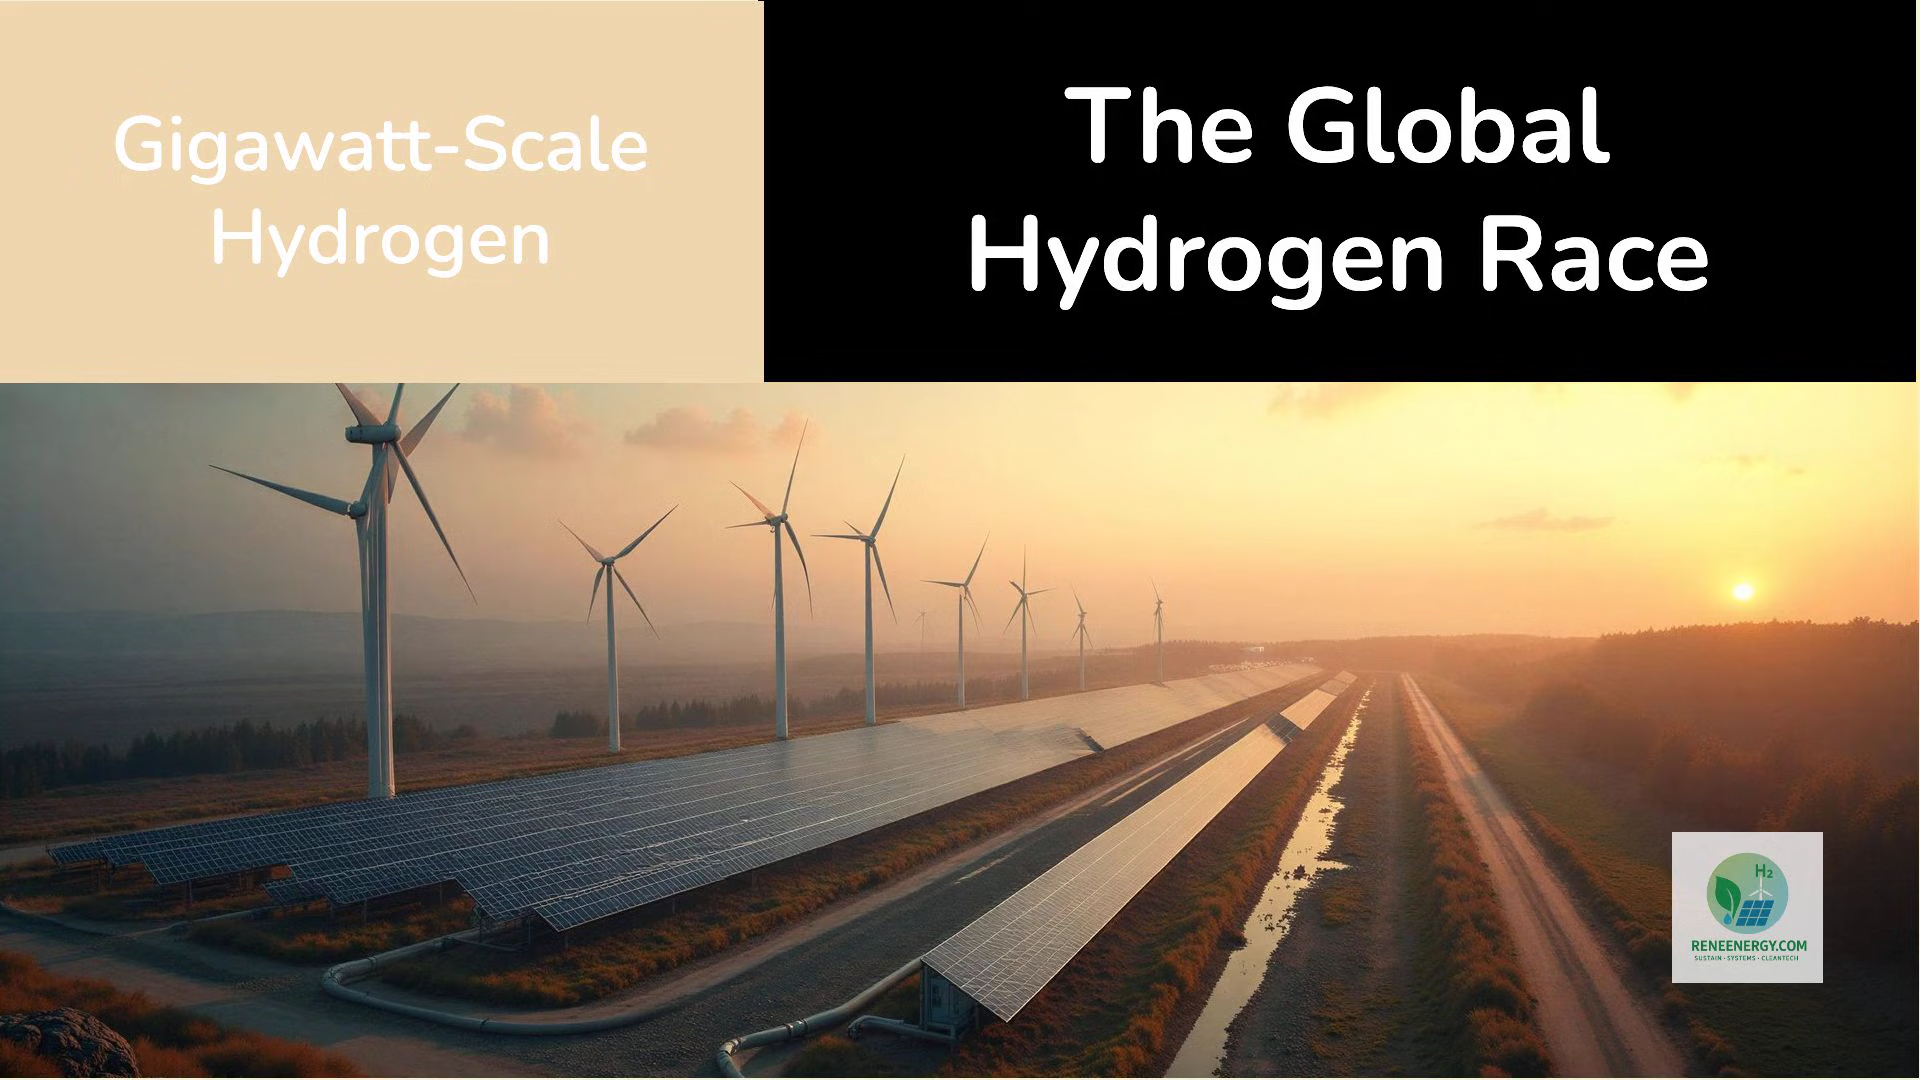 Gigawatt-Scale
Hydrogen
The Global
Hydrogen Race
H2
RENEENERGY.COM
SUSTAIN · SYSTEMS · CLEANTECH